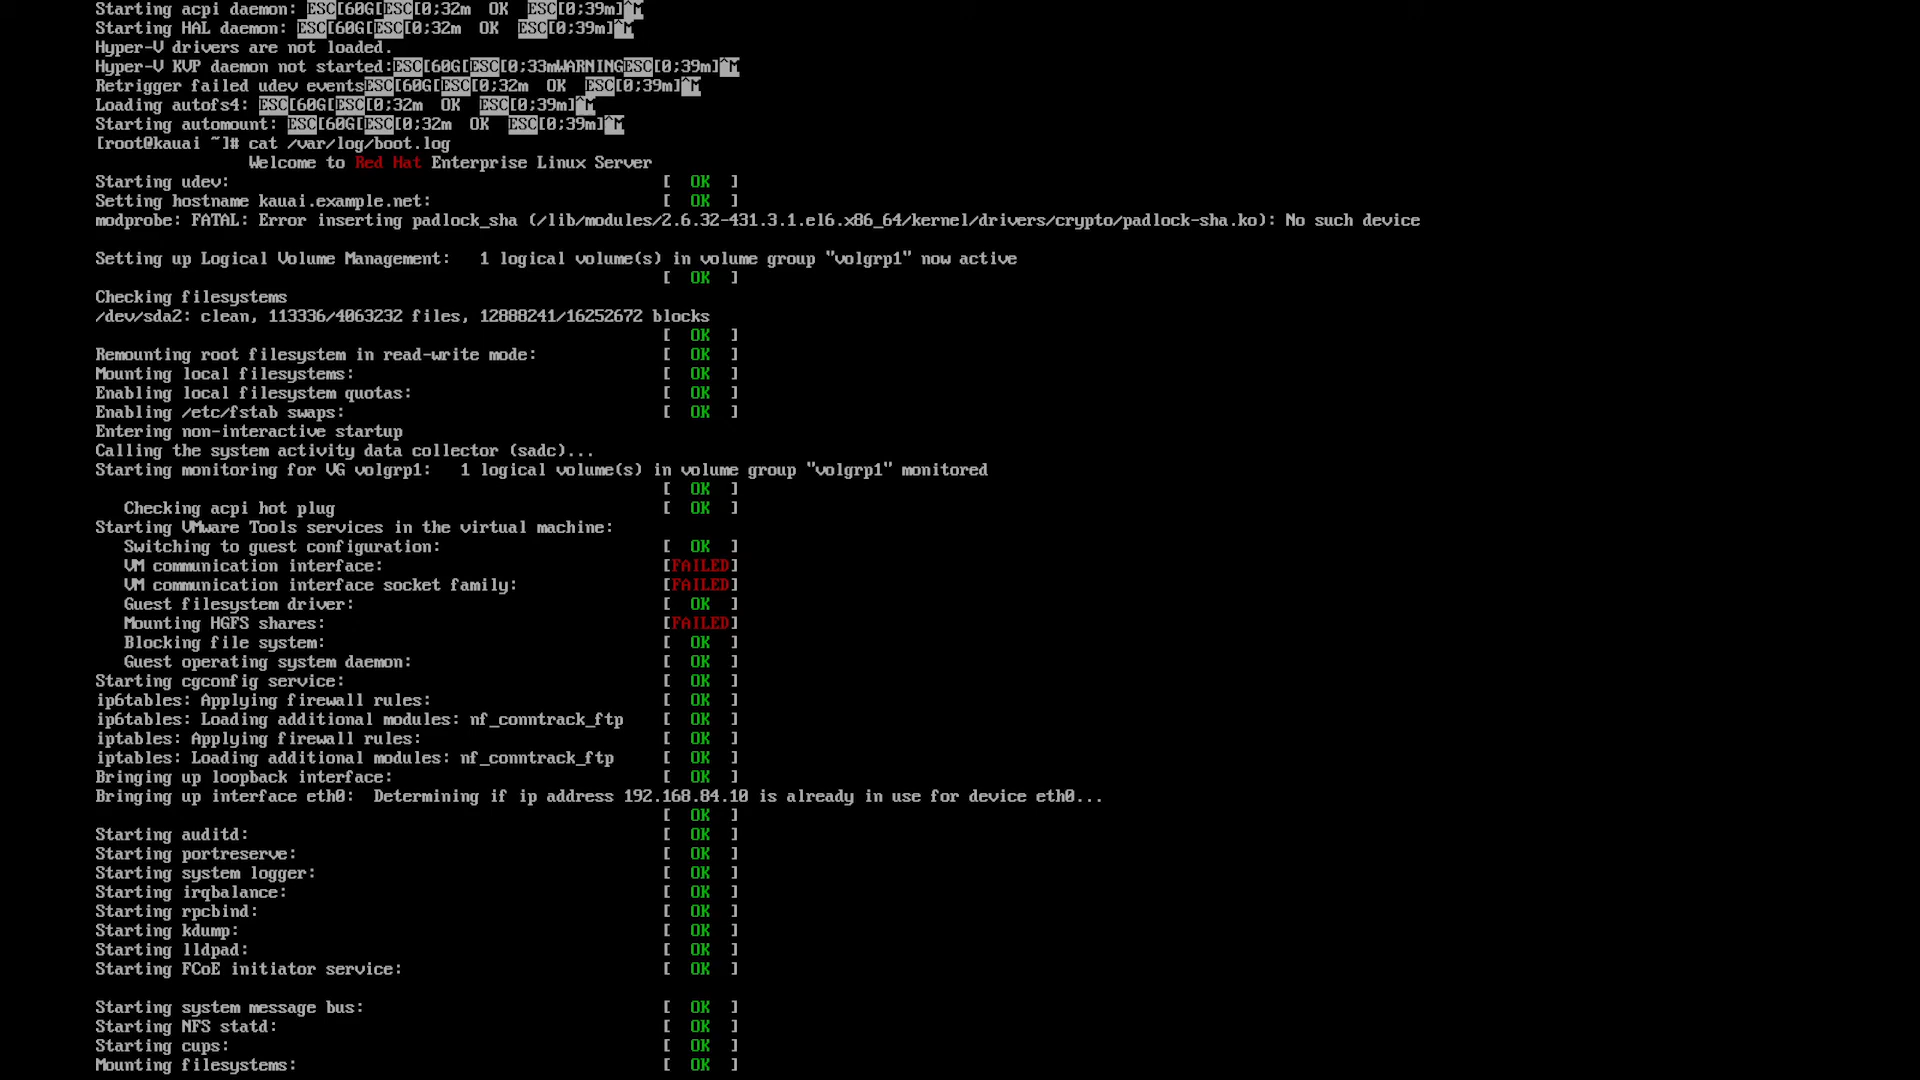 Starting acpi daemon: ESC[60G[ESC[0;32m  OK  ESC[0;39m]^M
Starting HAL daemon: ESC[60G[ESC[0;32m  OK  ESC[0;39m]^M
Hyper-V drivers are not loaded.
Hyper-V KVP daemon not started:ESC[60G[ESC[0;33mWARNINGESC[0;39m]^M
Retrigger failed udev eventsESC[60G[ESC[0;32m  OK  ESC[0;39m]^M
Loading autofs4: ESC[60G[ESC[0;32m  OK  ESC[0;39m]^M
Starting automount: ESC[60G[ESC[0;32m  OK  ESC[0;39m]^M
[root@kauai ~]# cat /var/log/boot.log
Welcome to Red Hat Enterprise Linux Server
Starting udev: [  OK  ]
Setting hostname kauai.example.net: [  OK  ]
modprobe: FATAL: Error inserting padlock_sha (/lib/modules/2.6.32-431.3.1.el6.x86_64/kernel/drivers/crypto/padlock-sha.ko): No such device
Setting up Logical Volume Management:   1 logical volume(s) in volume group "volgrp1" now active
[  OK  ]
Checking filesystems
/dev/sda2: clean, 113336/4063232 files, 12888241/16252672 blocks
[  OK  ]
Remounting root filesystem in read-write mode: [  OK  ]
Mounting local filesystems: [  OK  ]
Enabling local filesystem quotas: [  OK  ]
Enabling /etc/fstab swaps: [  OK  ]
Entering non-interactive startup
Calling the system activity data collector (sadc)...
Starting monitoring for VG volgrp1:   1 logical volume(s) in volume group "volgrp1" monitored
[  OK  ]
Checking acpi hot plug [  OK  ]
Starting VMware Tools services in the virtual machine:
Switching to guest configuration: [  OK  ]
VM communication interface: [FAILED]
VM communication interface socket family: [FAILED]
Guest filesystem driver: [  OK  ]
Mounting HGFS shares: [FAILED]
Blocking file system: [  OK  ]
Guest operating system daemon: [  OK  ]
Starting cgconfig service: [  OK  ]
ip6tables: Applying firewall rules: [  OK  ]
ip6tables: Loading additional modules: nf_conntrack_ftp [  OK  ]
iptables: Applying firewall rules: [  OK  ]
iptables: Loading additional modules: nf_conntrack_ftp [  OK  ]
Bringing up loopback interface: [  OK  ]
Bringing up interface eth0:  Determining if ip address 192.168.84.10 is already in use for device eth0...
[  OK  ]
Starting auditd: [  OK  ]
Starting portreserve: [  OK  ]
Starting system logger: [  OK  ]
Starting irqbalance: [  OK  ]
Starting rpcbind: [  OK  ]
Starting kdump: [  OK  ]
Starting lldpad: [  OK  ]
Starting FCoE initiator service: [  OK  ]
Starting system message bus: [  OK  ]
Starting NFS statd: [  OK  ]
Starting cups: [  OK  ]
Mounting filesystems: [  OK  ]